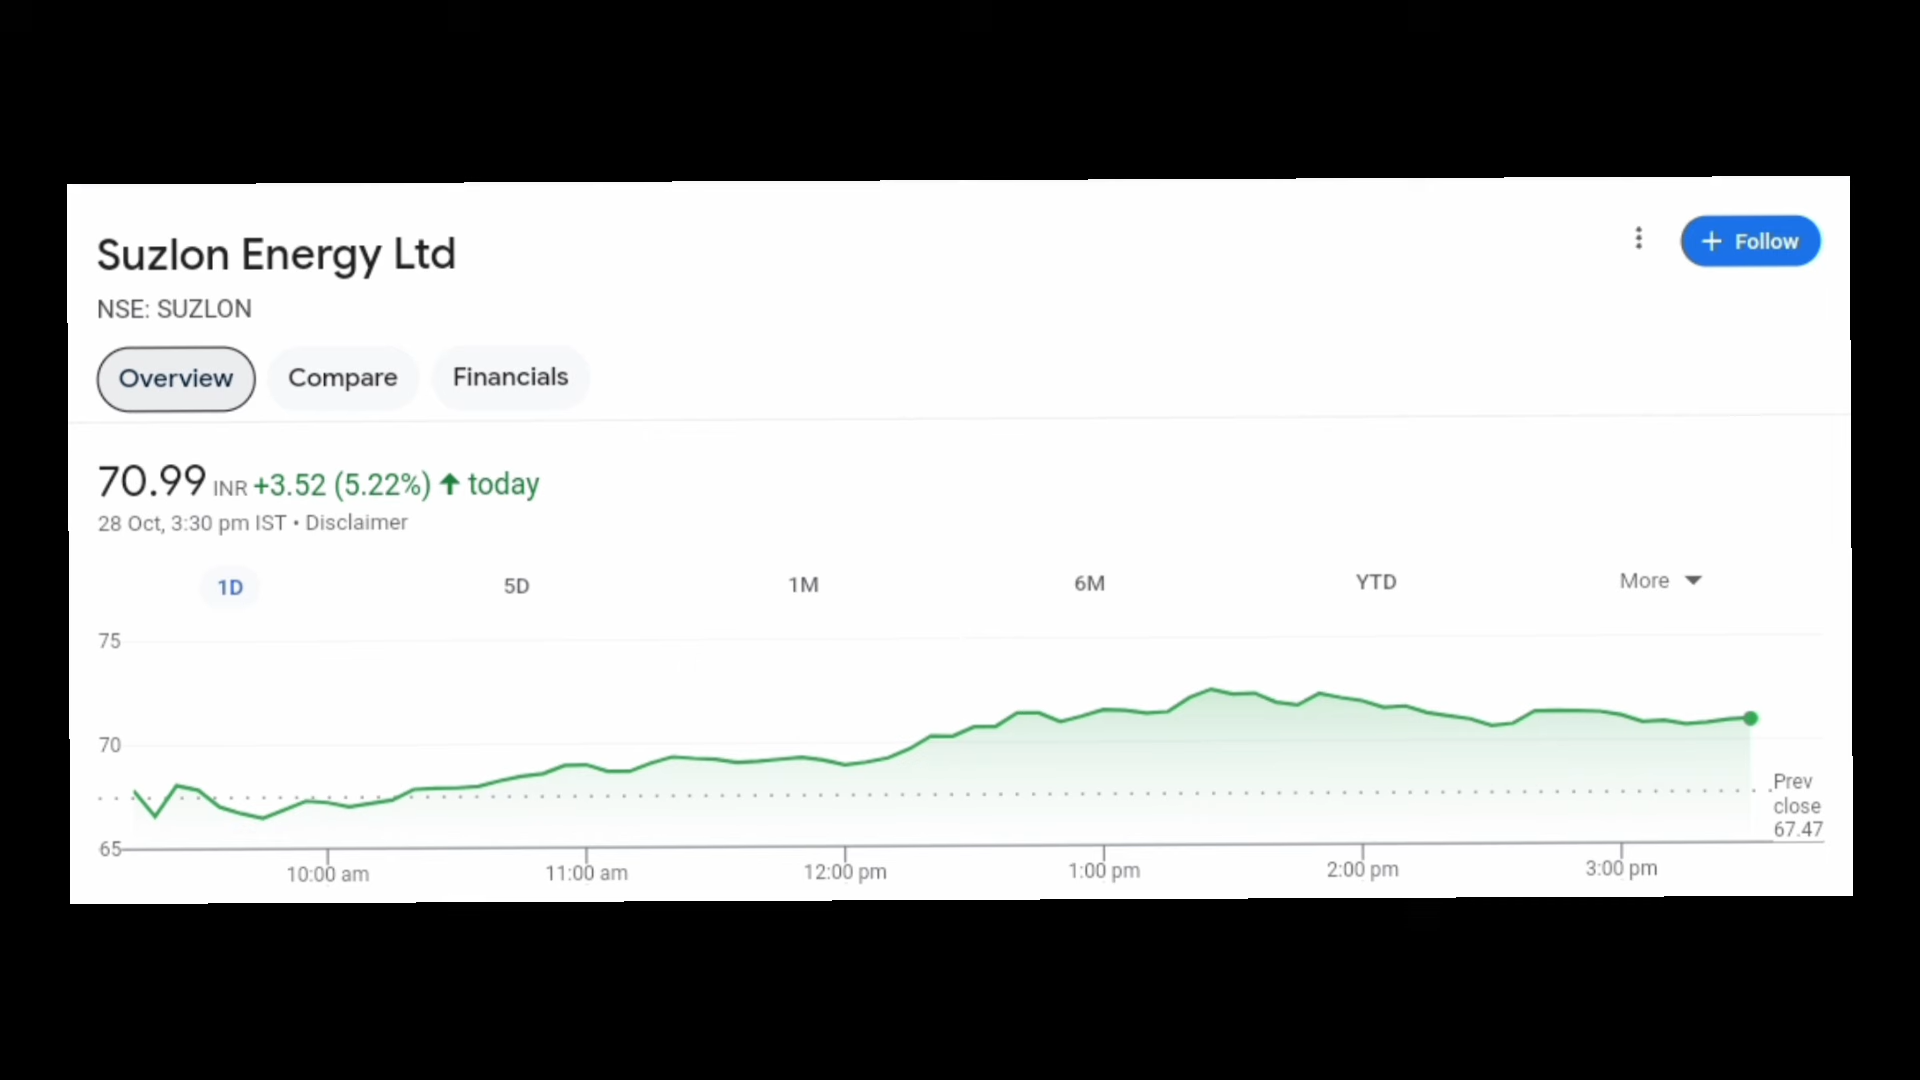 Suzlon Energy Ltd
+ Follow
NSE: SUZLON
Overview Compare Financials
70.99 INR +3.52 (5.22%) ↑ today
28 Oct, 3:30 pm IST • Disclaimer
1D 5D 1M 6M YTD More
75
70
65
Prev
close
67.47
10:00 am 11:00 am 12:00 pm 1:00 pm 2:00 pm 3:00 pm